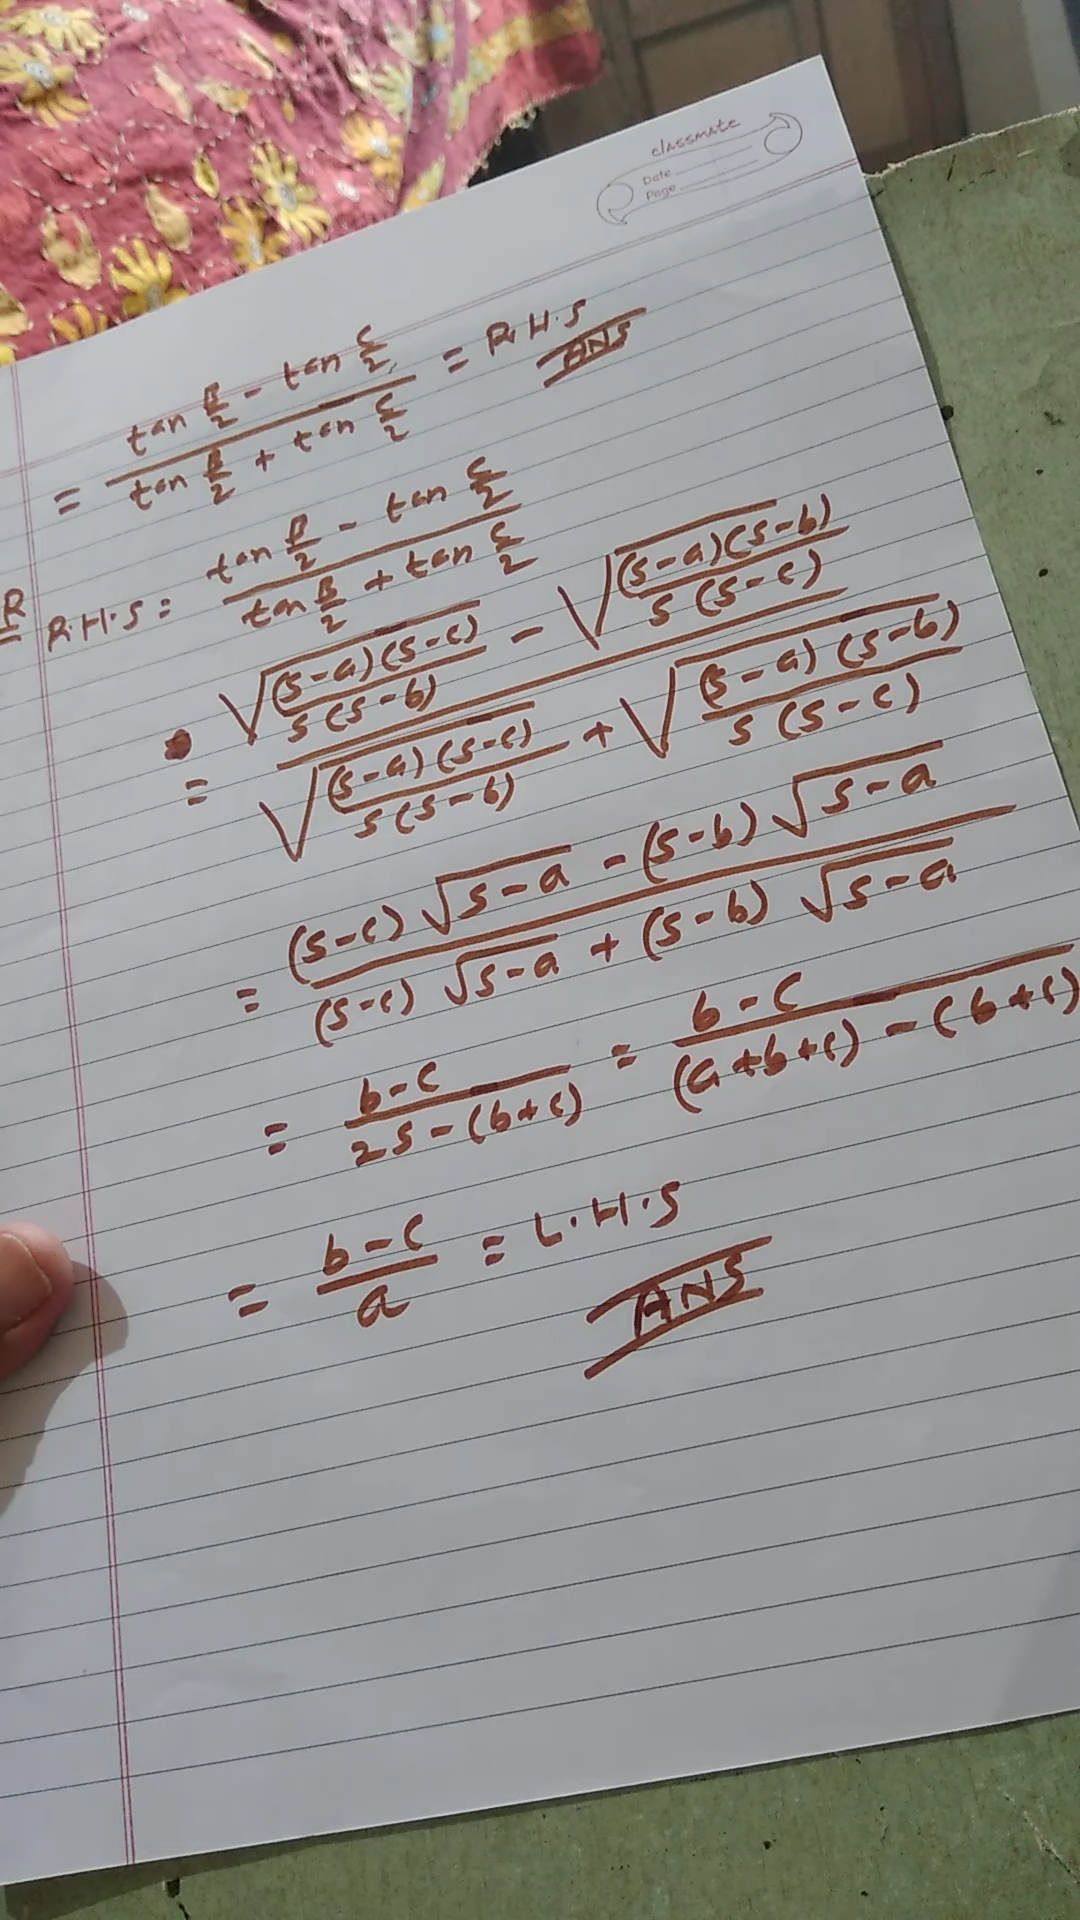 classmate
Date
Page
= (tan B/2 - tan C/2) / (tan B/2 + tan C/2) = R.H.S
ANS
R R.H.S = (tan B/2 - tan C/2) / (tan B/2 + tan C/2)
= (√((s-a)(s-c) / s(s-b)) - √((s-a)(s-b) / s(s-c))) / (√((s-a)(s-c) / s(s-b)) + √((s-a)(s-b) / s(s-c)))
= ((s-c) √s-a - (s-b) √s-a) / ((s-c) √s-a + (s-b) √s-a)
= (b-c) / (2s-(b+c)) = (b-c) / ((a+b+c)-(b+c))
= (b-c) / a = L.H.S
ANS